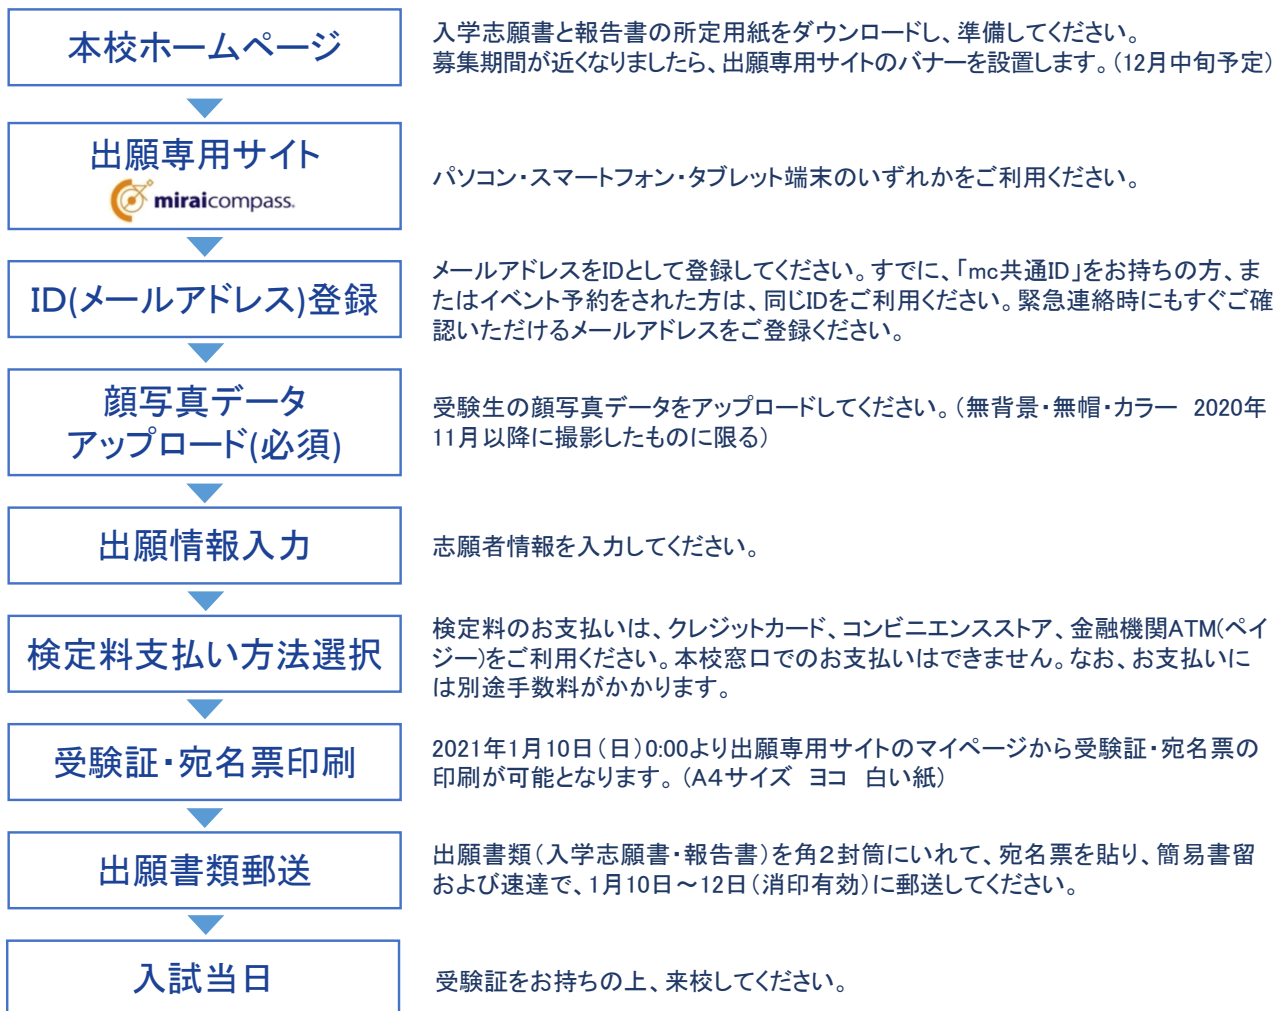 本校ホームページ
入学志願書と報告書の所定用紙をダウンロードし、準備してください。
募集期間が近くなりましたら、出願専用サイトのバナーを設置します。（12月中旬予定）
出願専用サイト
miraicompass.
パソコン・スマートフォン・タブレット端末のいずれかをご利用ください。
ID(メールアドレス)登録
メールアドレスをIDとして登録してください。すでに、「mc共通ID」をお持ちの方、ま
たはイベント予約をされた方は、同じIDをご利用ください。緊急連絡時にもすぐご確
認いただけるメールアドレスをご登録ください。
顔写真データ
アップロード(必須)
受験生の顔写真データをアップロードしてください。（無背景・無帽・カラー　2020年
11月以降に撮影したものに限る）
出願情報入力
志願者情報を入力してください。
検定料支払い方法選択
検定料のお支払いは、クレジットカード、コンビニエンスストア、金融機関ATM(ペイ
ジー)をご利用ください。本校窓口でのお支払いはできません。なお、お支払いに
は別途手数料がかかります。
受験証・宛名票印刷
2021年1月10日（日）0:00より出願専用サイトのマイページから受験証・宛名票の
印刷が可能となります。（A４サイズ　ヨコ　白い紙）
出願書類郵送
出願書類（入学志願書・報告書）を角２封筒にいれて、宛名票を貼り、簡易書留
および速達で、1月10日～12日（消印有効）に郵送してください。
入試当日
受験証をお持ちの上、来校してください。